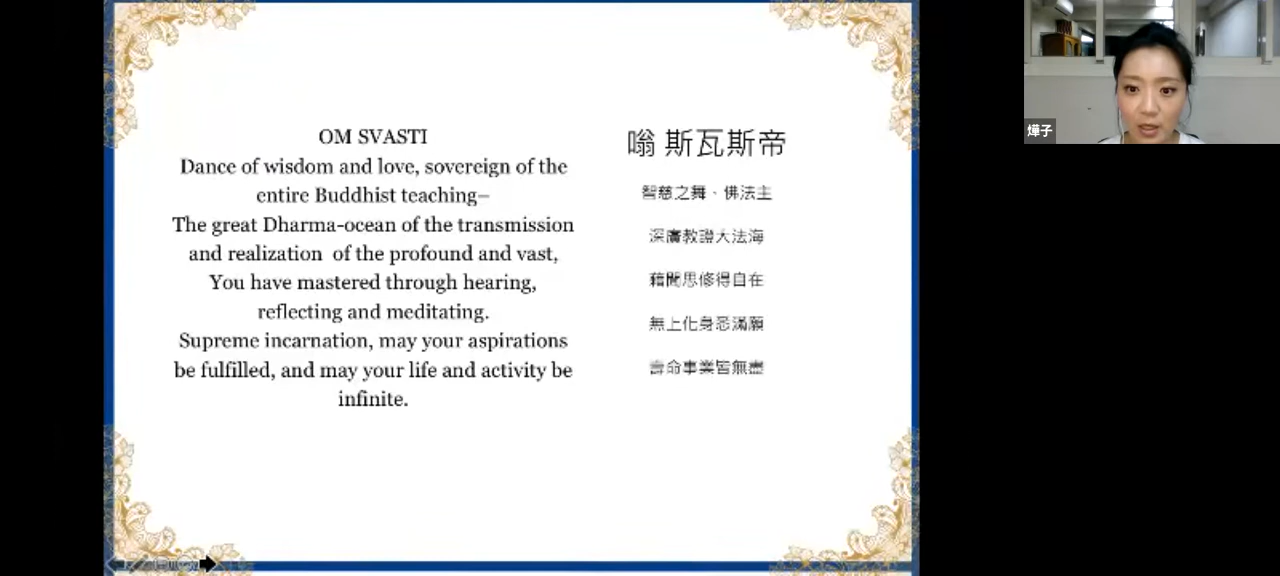 OM SVASTI
Dance of wisdom and love, sovereign of the
entire Buddhist teaching–
The great Dharma-ocean of the transmission
and realization of the profound and vast,
You have mastered through hearing,
reflecting and meditating.
Supreme incarnation, may your aspirations
be fulfilled, and may your life and activity be
infinite.
嗡 斯瓦斯帝
智慈之舞、佛法主
深廣教證大法海
藉聞思修得自在
無上化身悉滿願
壽命事業皆無盡
燁子